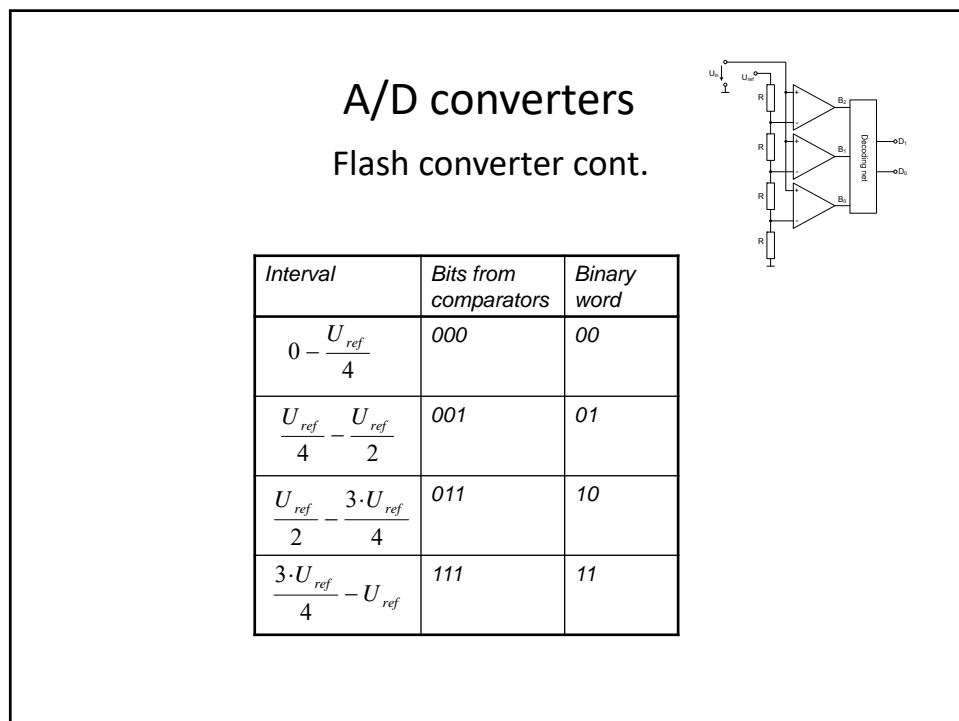 A/D converters
Flash converter cont.
U_in
U_ref
R
R
R
R
+
-
+
-
+
-
B₂
B₁
B₀
Decoding net
D₁
D₀
Interval | Bits from comparators | Binary word
0 − U_ref/4 | 000 | 00
U_ref/4 − U_ref/2 | 001 | 01
U_ref/2 − 3·U_ref/4 | 011 | 10
3·U_ref/4 − U_ref | 111 | 11